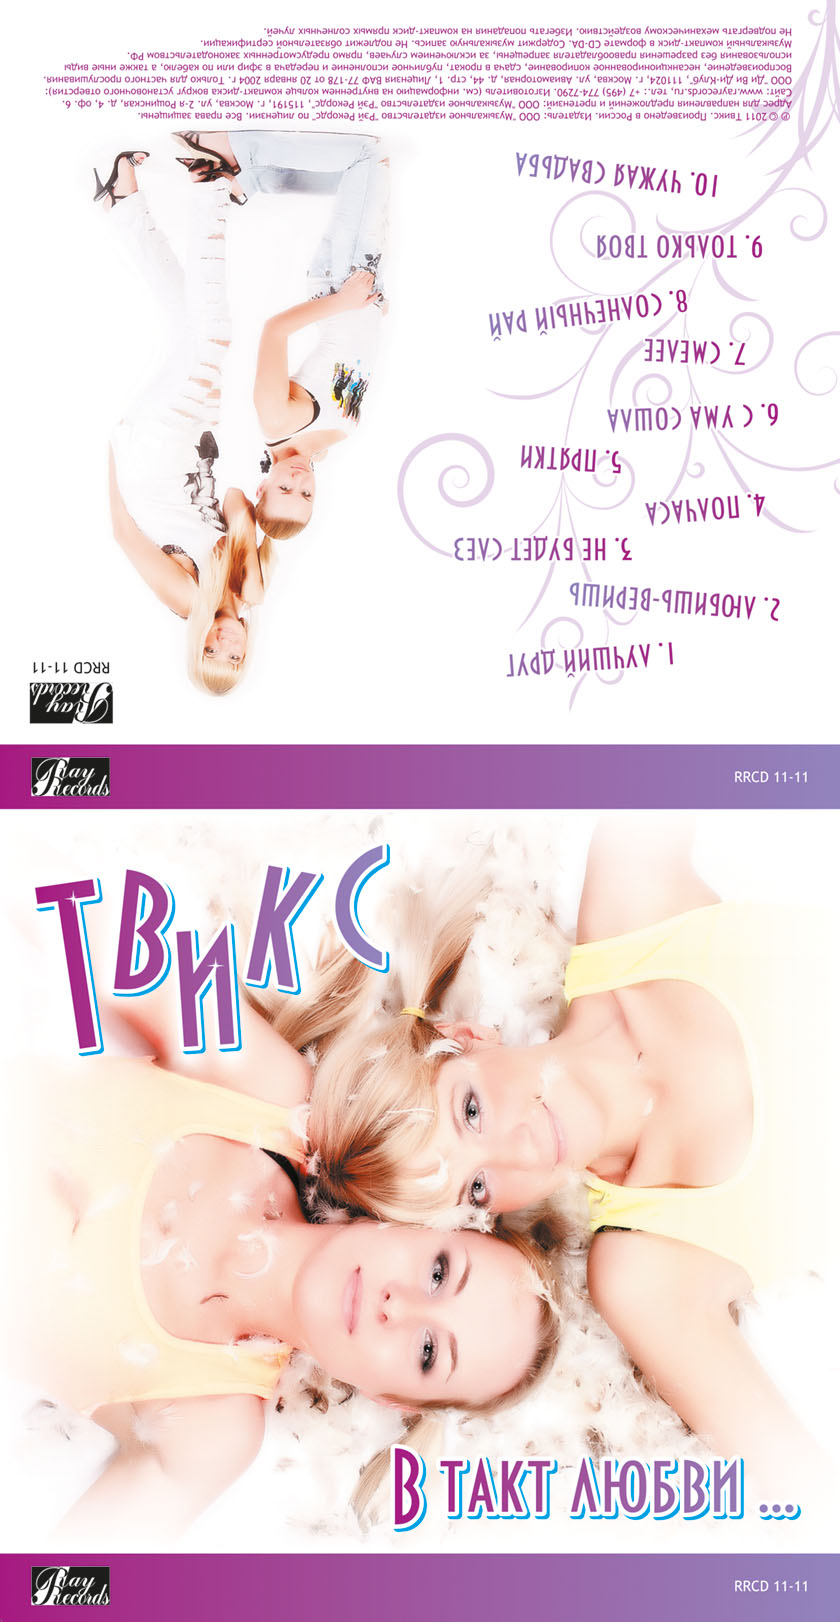 1. ЛУЧШИЙ ДРУГ
2. ЛЮБИШЬ-ВЕРИШЬ
3. НЕ БУДЕТ СЛЕЗ
4. ПОЛЧАСА
5. ПРЯТКИ
6. С УМА СОШЛА
7. СМЕЛЕЕ
8. СОЛНЕЧНЫЙ РАЙ
9. ТОЛЬКО ТВОЯ
10. ЧУЖАЯ СВАДЬБА
Ray
Records
RRCD 11-11
℗ © 2011 Твикс. Произведено в России. Издатель: ООО "Музыкальное издательство "Рэй Рекордс" по лицензии. Все права защищены.
Адрес для направления предложений и претензий: ООО "Музыкальное издательство "Рэй Рекордс", 115191, г. Москва, ул. 2-я Рощинская, д. 4, оф. 6.
Сайт: www.rayrecords.ru, тел.: +7 (495) 774-7290. Изготовитель (см. информацию на внутреннем кольце компакт-диска вокруг установочного отверстия):
ООО "Ди Ви Ди-Клуб", 111024, г. Москва, ул. Авиамоторная, д. 44, стр. 1, Лицензия ВАФ 77-178 от 20 января 2004 г. Только для частного прослушивания.
Воспроизведение, несанкционированное копирование, сдача в прокат, публичное исполнение и передача в эфир или по кабелю, а также иные виды
использования без разрешения правообладателя запрещены, за исключением случаев, прямо предусмотренных законодательством РФ.
Музыкальный компакт-диск в формате CD-DA. Содержит музыкальную запись. Не подлежит обязательной сертификации.
Не подвергать механическому воздействию. Избегать попадания на компакт-диск прямых солнечных лучей.
Ray
Records
RRCD 11-11
ТВИКС
В ТАКТ ЛЮБВИ ...
Ray
Records
RRCD 11-11